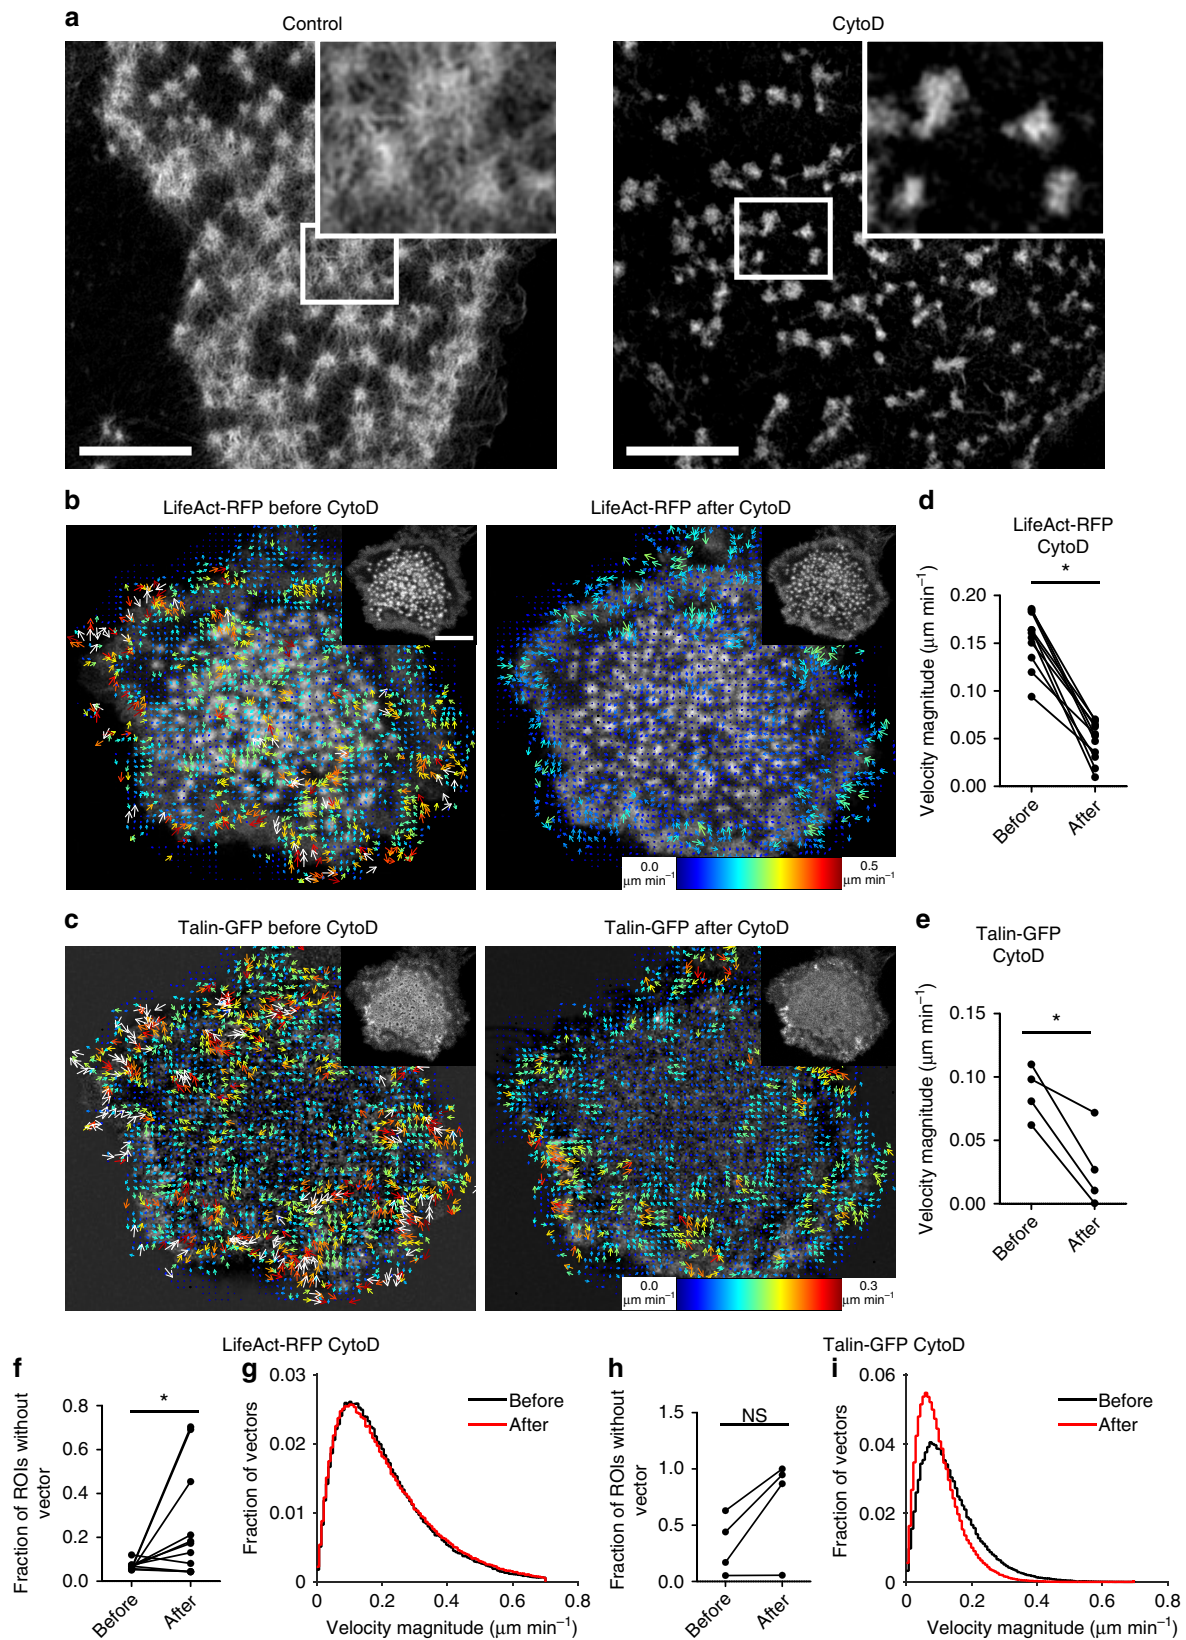 a
Control
CytoD
b
LifeAct-RFP before CytoD
LifeAct-RFP after CytoD
0.0
μm min⁻¹
0.5
μm min⁻¹
d
LifeAct-RFP
CytoD
*
Velocity magnitude (μm min⁻¹)
0.20
0.15
0.10
0.05
0.00
Before
After
c
Talin-GFP before CytoD
Talin-GFP after CytoD
0.0
μm min⁻¹
0.3
μm min⁻¹
e
Talin-GFP
CytoD
*
Velocity magnitude (μm min⁻¹)
0.15
0.10
0.05
0.00
Before
After
LifeAct-RFP CytoD
f
Fraction of ROIs without
vector
*
0.8
0.6
0.4
0.2
0.0
Before
After
g
Fraction of vectors
0.03
0.02
0.01
0
0
0.2
0.4
0.6
0.8
Velocity magnitude (μm min⁻¹)
Before
After
Talin-GFP CytoD
h
Fraction of ROIs without
vector
NS
1.5
1.0
0.5
0.0
Before
After
i
Fraction of vectors
0.06
0.04
0.02
0
0
0.2
0.4
0.6
0.8
Velocity magnitude (μm min⁻¹)
Before
After